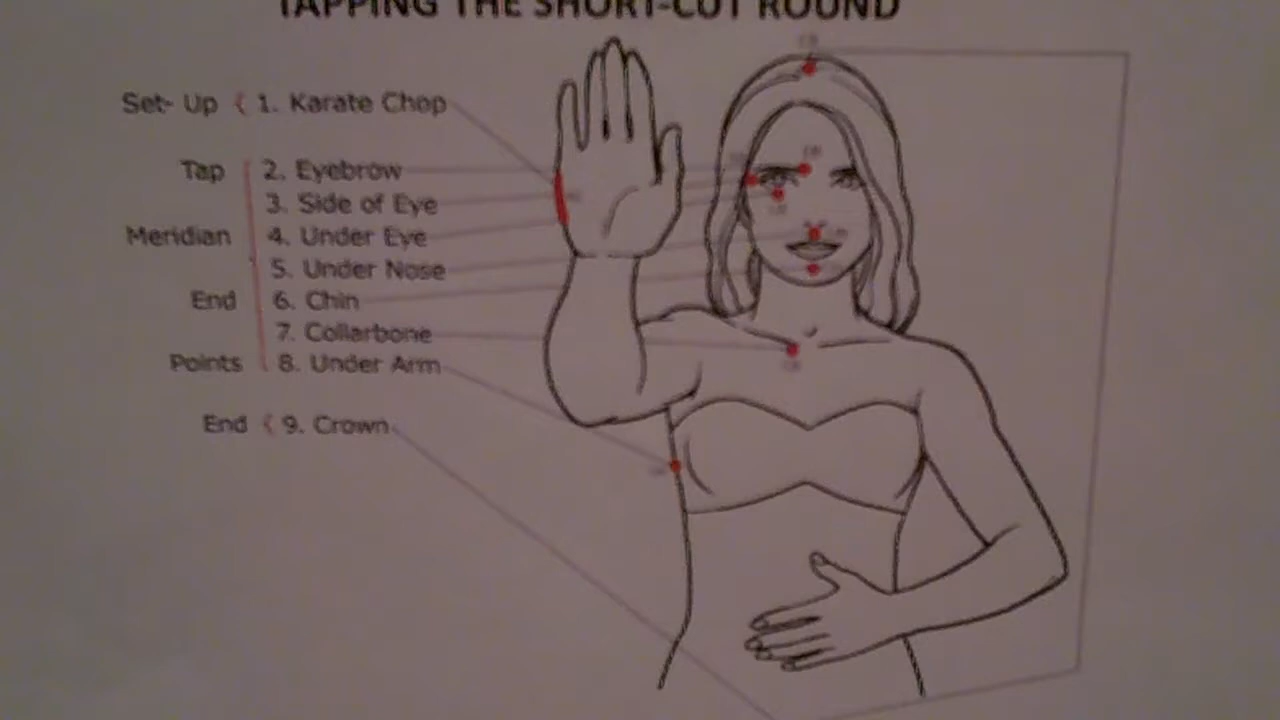 TAPPING THE SHORT-CUT ROUND
Set- Up { 1. Karate Chop
Tap 2. Eyebrow
3. Side of Eye
Meridian 4. Under Eye
5. Under Nose
End 6. Chin
7. Collarbone
Points 8. Under Arm
End { 9. Crown